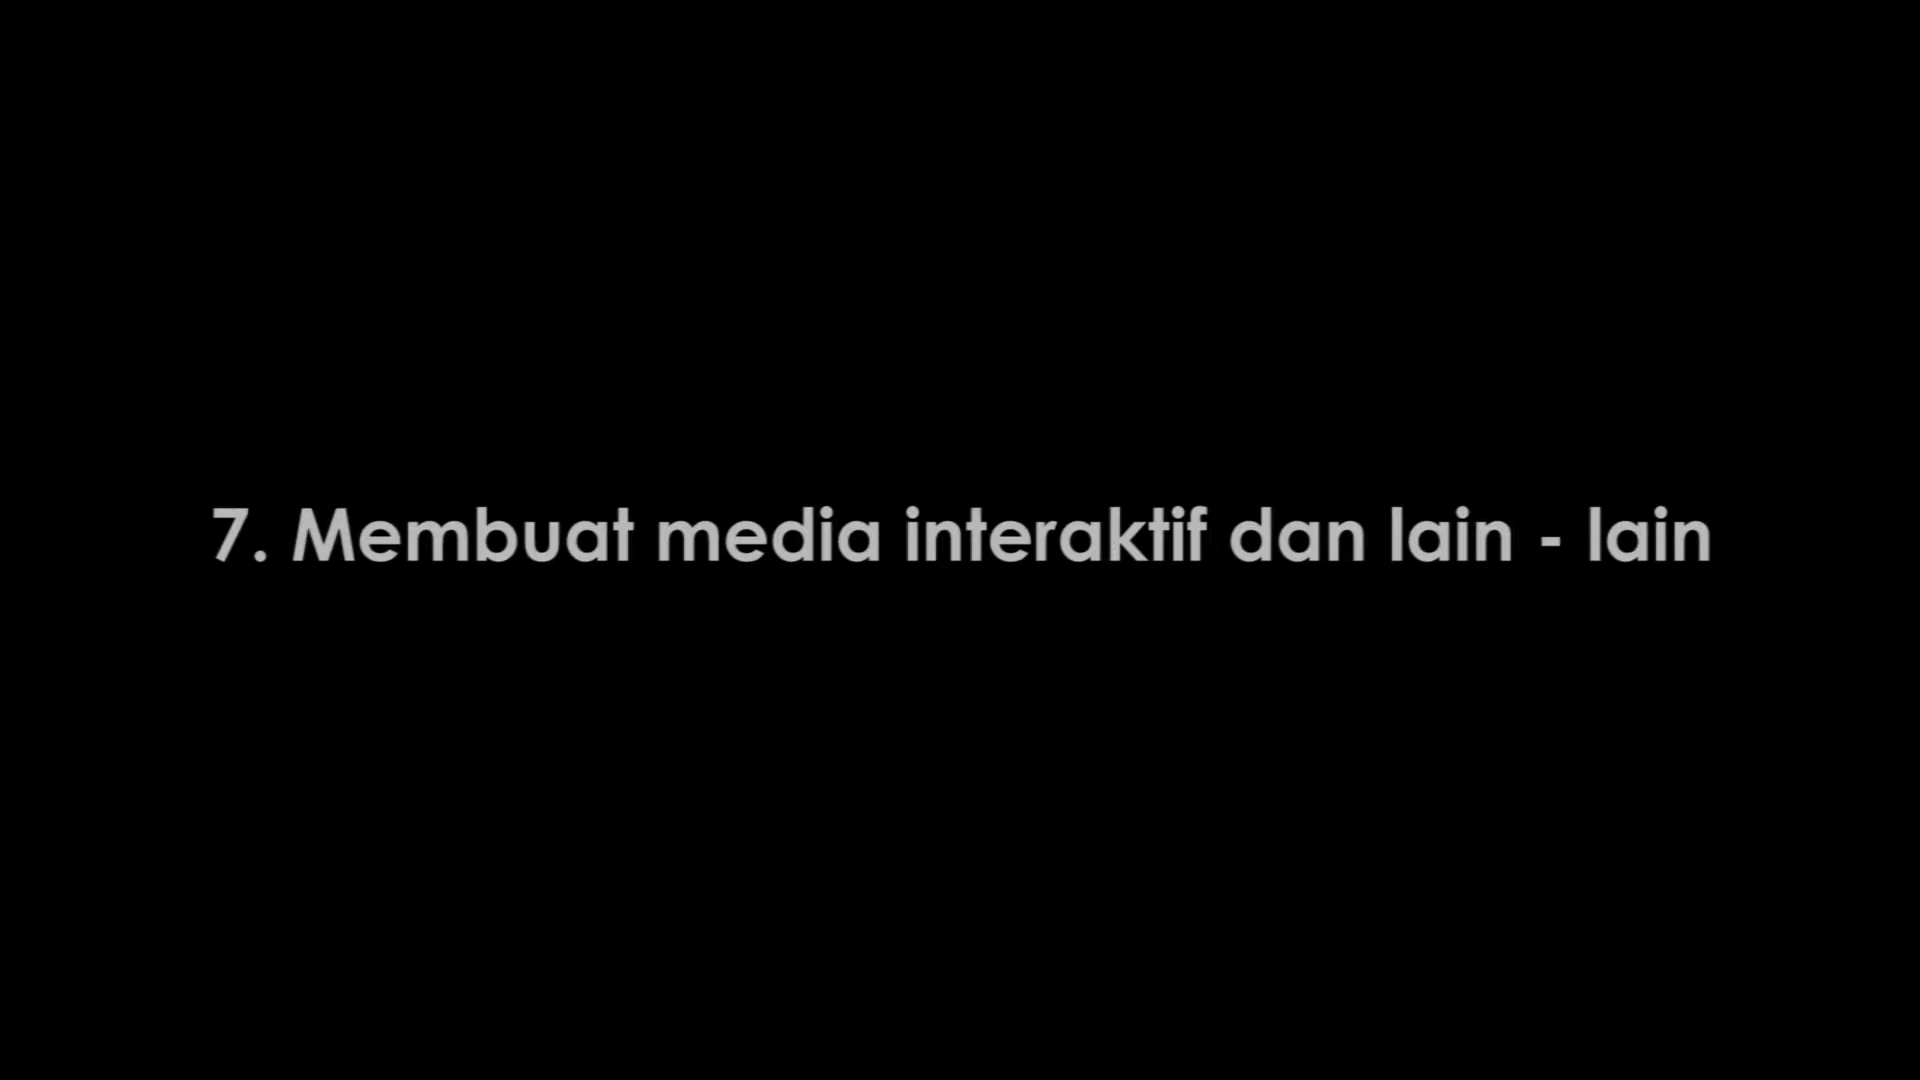 7. Membuat media interaktif dan lain - lain